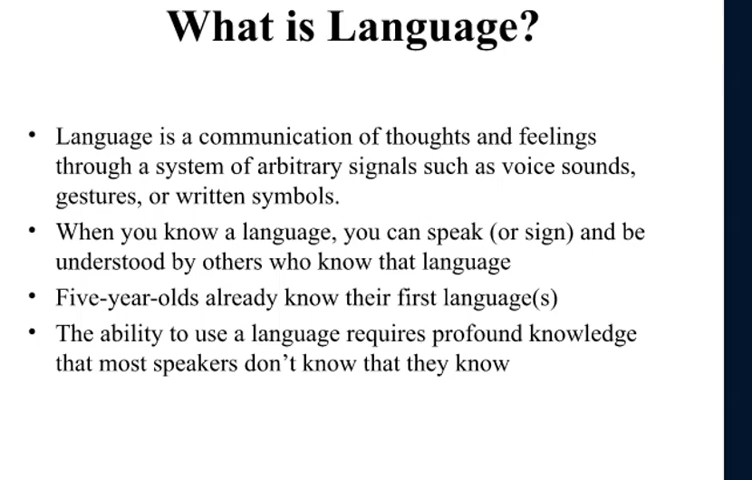 What is Language?
• Language is a communication of thoughts and feelings
through a system of arbitrary signals such as voice sounds,
gestures, or written symbols.
• When you know a language, you can speak (or sign) and be
understood by others who know that language
• Five-year-olds already know their first language(s)
• The ability to use a language requires profound knowledge
that most speakers don’t know that they know